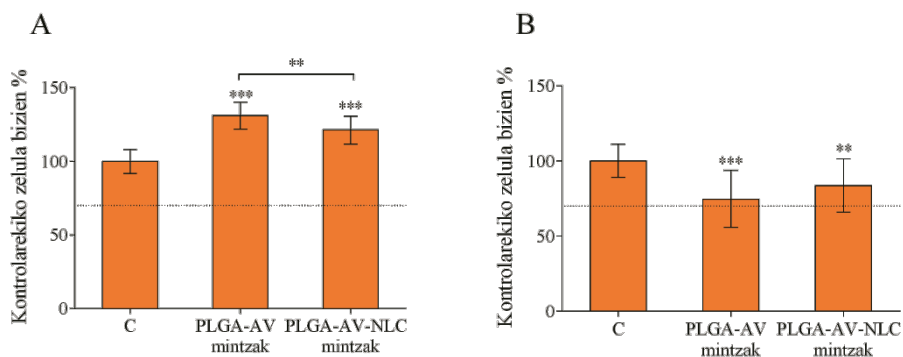 A
Kontrolarekiko zelula bizien %
150
100
50
0
**
***
***
C
PLGA-AV
mintzak
PLGA-AV-NLC
mintzak
B
Kontrolarekiko zelula bizien %
150
100
50
0
***
**
C
PLGA-AV
mintzak
PLGA-AV-NLC
mintzak